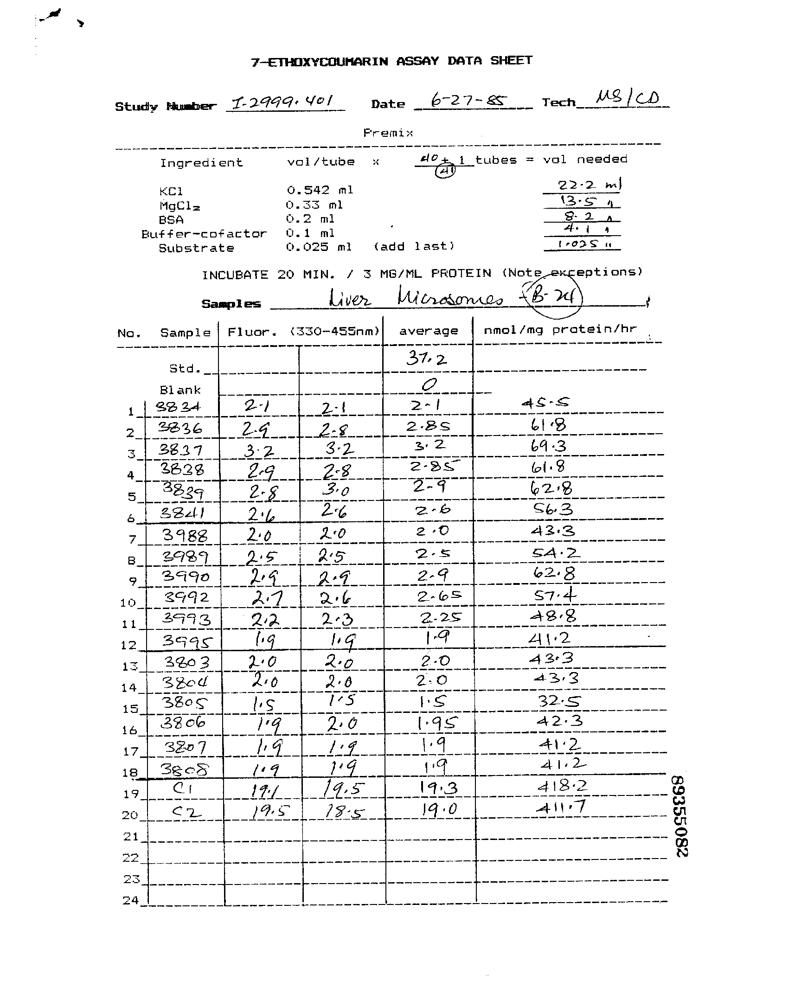 7-ETHOXYCOUMARIN ASSAY DATA SHEET
Study Number I-2999.401 Date 6-27-85 Tech MS/CD
Premix
Ingredient vol/tube x 40 + 1 tubes = vol needed
41
KCl 0.542 ml 22.2 ml
MgCl₂ 0.33 ml 13.5 "
BSA 0.2 ml 8.2 "
Buffer-cofactor 0.1 ml 4.1 "
Substrate 0.025 ml (add last) 1.025 "
INCUBATE 20 MIN. / 3 MG/ML PROTEIN (Note exceptions)
Samples Liver Microsomes
No. Sample Fluor. (330-455nm) average nmol/mg protein/hr
Std. 37.2
Blank 0
1 3834 2.1 2.1 2.1 45.5
2 3836 2.9 2.8 2.85 61.8
3 3837 3.2 3.2 3.2 69.3
4 3838 2.9 2.8 2.85 61.8
5 3839 2.8 3.0 2.9 62.8
6 3841 2.6 2.6 2.6 56.3
7 3988 2.0 2.0 2.0 43.3
8 3989 2.5 2.5 2.5 54.2
9 3990 2.9 2.9 2.9 62.8
10 3992 2.7 2.6 2.65 57.4
11 3993 2.2 2.3 2.25 48.8
12 3995 1.9 1.9 1.9 41.2
13 3803 2.0 2.0 2.0 43.3
14 3804 2.0 2.0 2.0 43.3
15 3805 1.5 1.5 1.5 32.5
16 3806 1.9 2.0 1.95 42.3
17 3807 1.9 1.9 1.9 41.2
18 3808 1.9 1.9 1.9 41.2
19 C1 19.1 19.5 19.3 418.2
20 C2 19.5 18.5 19.0 411.7
21
22
23
24
89355082